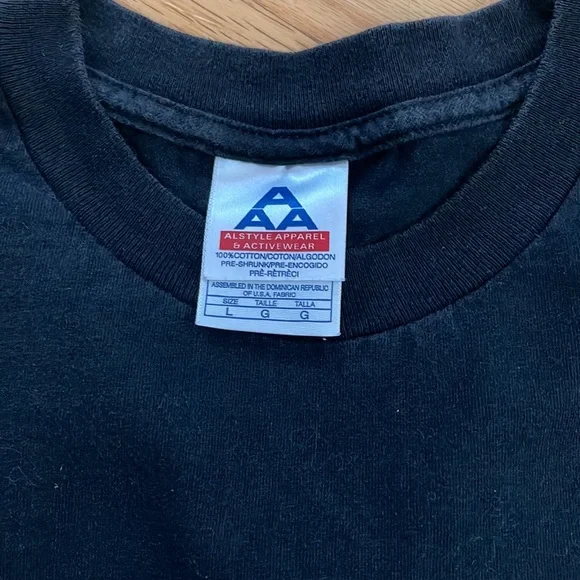 A
A A
ALSTYLE APPAREL
& ACTIVEWEAR
100% COTTON/COTON/ALGODON
PRE-SHRUNK/PRE-ENCOGIDO
PRÉ-RÉTRÉCI
ASSEMBLED IN THE DOMINICAN REPUBLIC
OF U.S.A. FABRIC
SIZE TAILLE TALLA
L G G